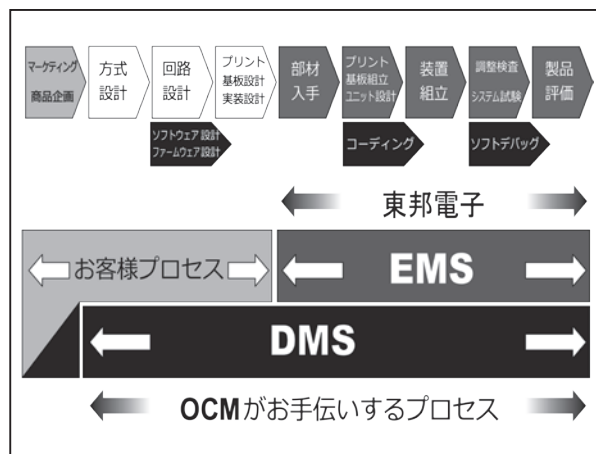 マーケティング
商品企画
方式
設計
回路
設計
プリント
基板設計
実装設計
部材
入手
プリント
基板組立
ユニット設計
装置
組立
調整検査
システム試験
製品
評価
ソフトウェア設計
ファームウェア設計
コーディング
ソフトデバッグ
東邦電子
お客様プロセス
EMS
DMS
OCMがお手伝いするプロセス